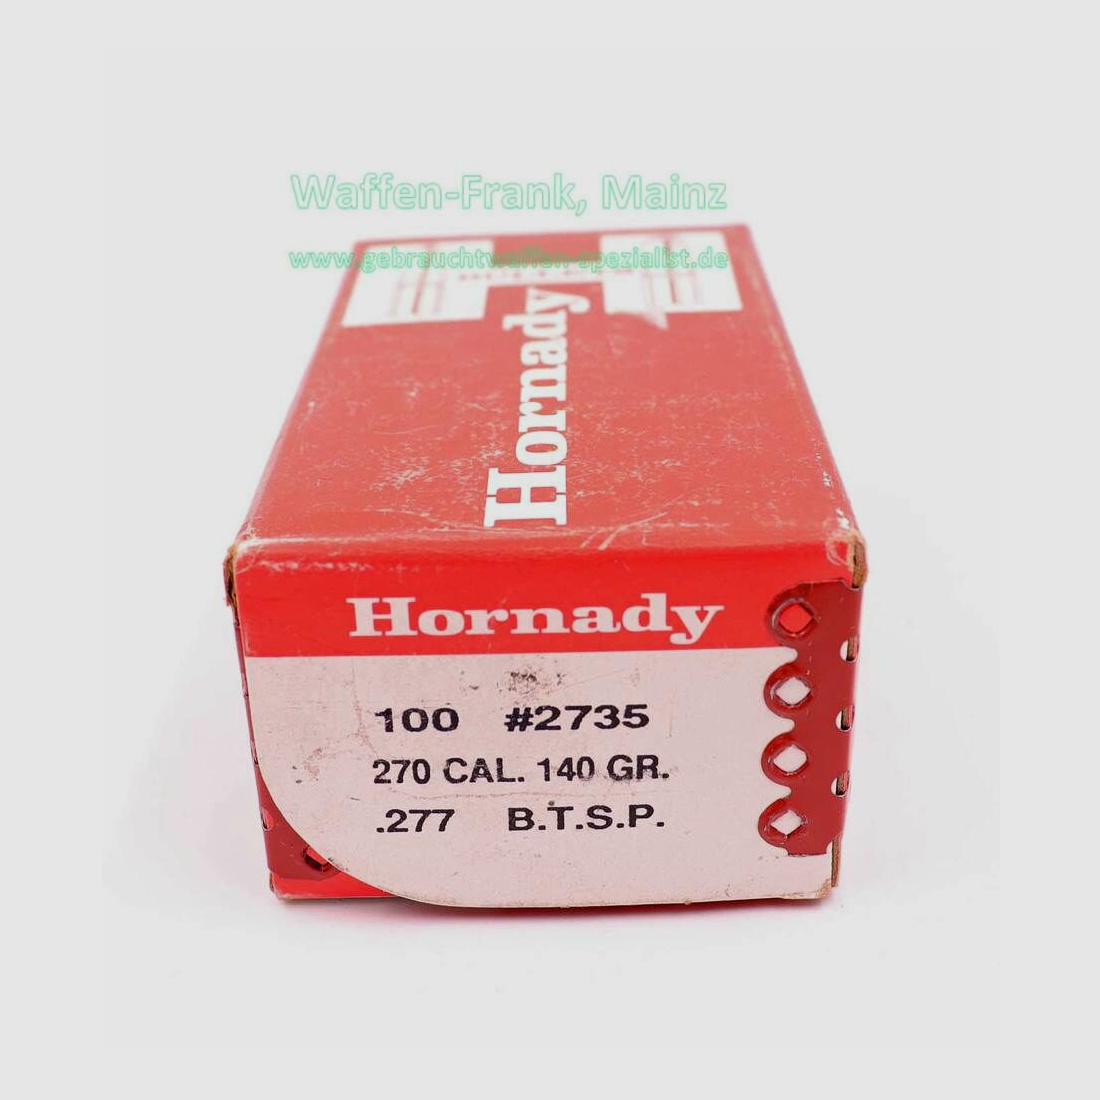 Waffen-Frank, Mainz
www.gebrauchtwaffen-spezialist.de
Hornady
Hornady
100 #2735
270 CAL. 140 GR.
.277 B.T.S.P.